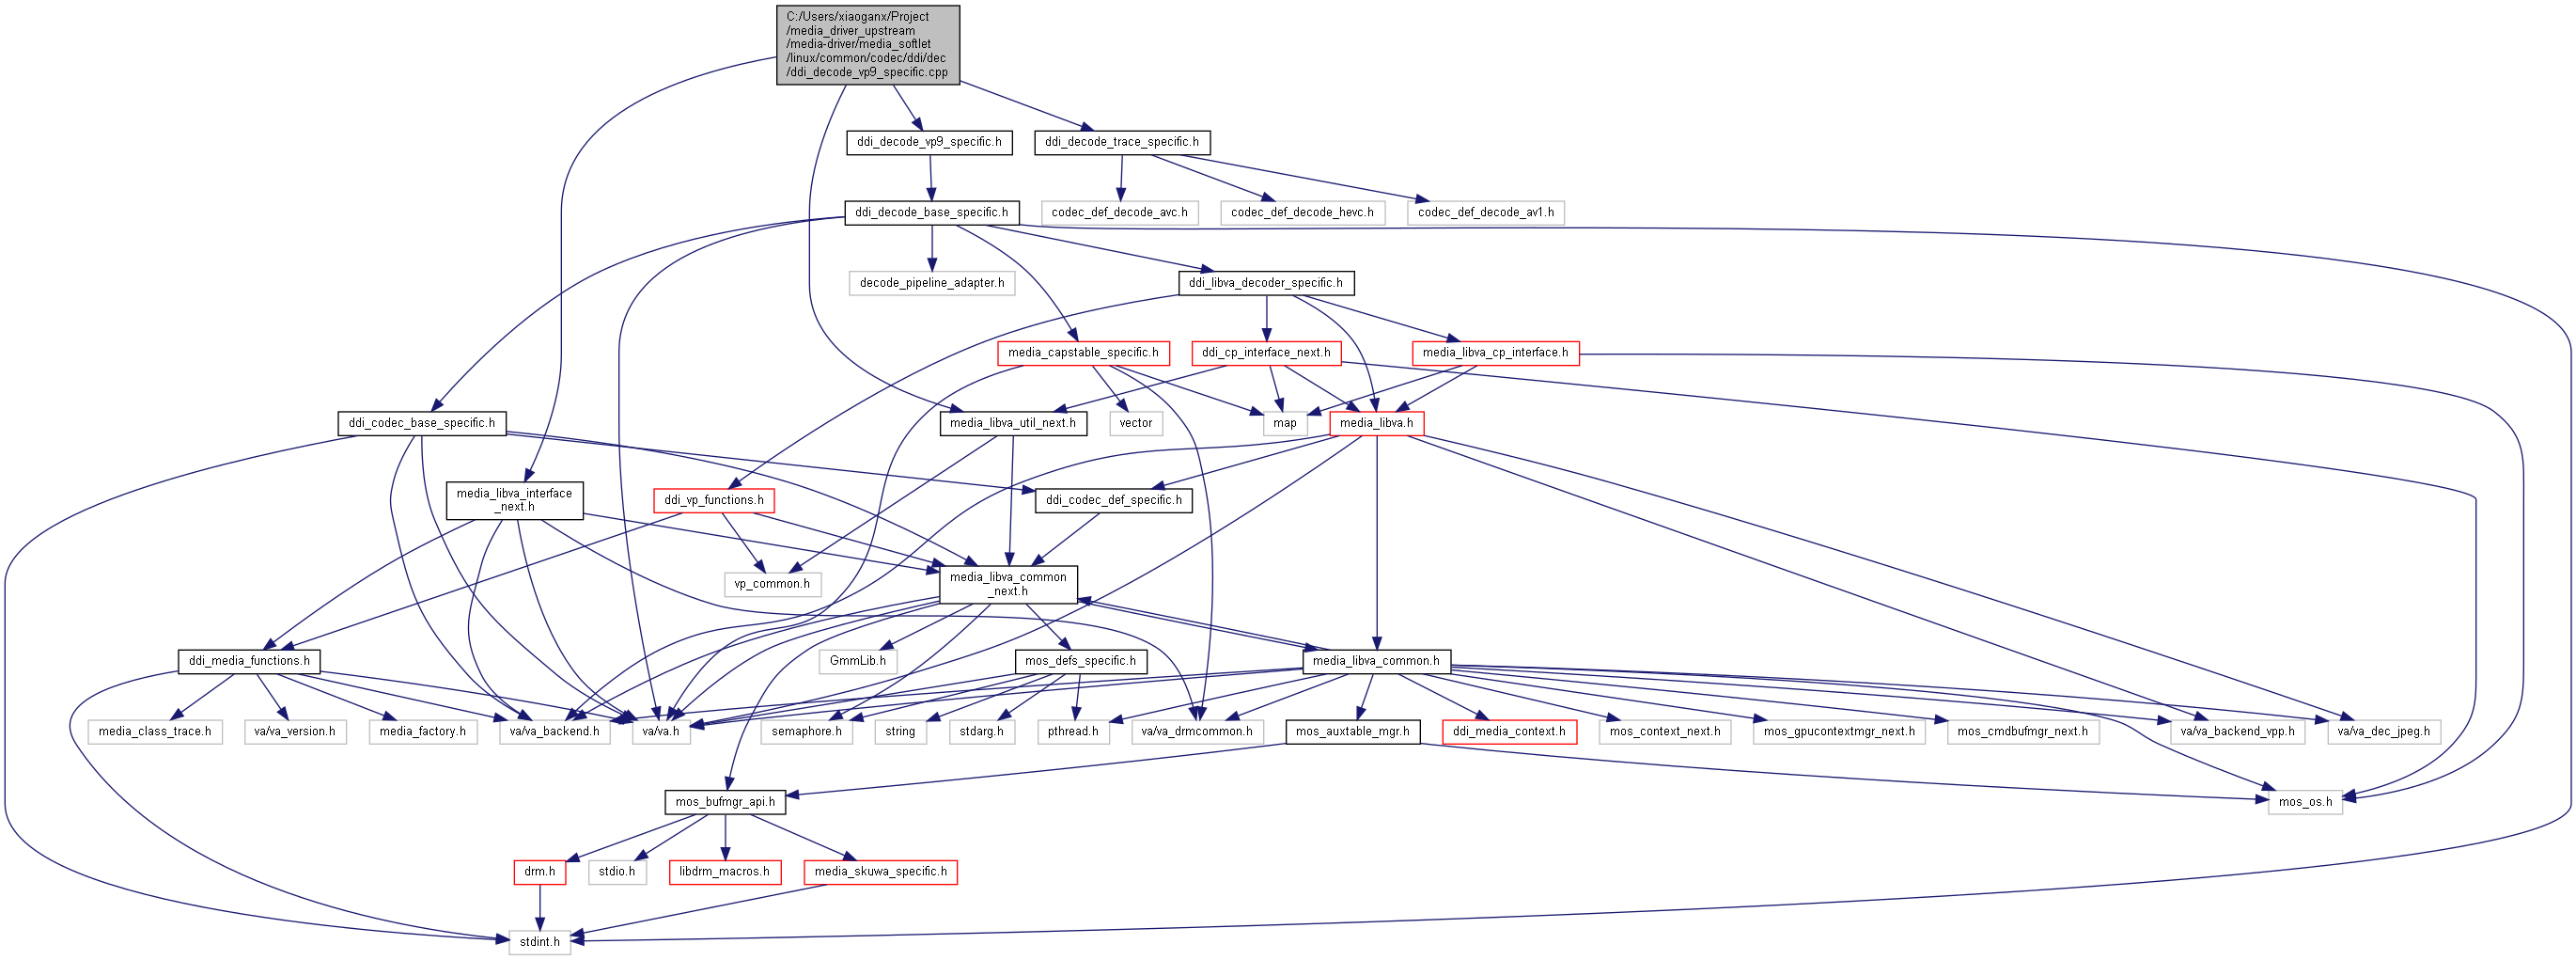 C:/Users/xiaoganx/Project
/media_driver_upstream
/media-driver/media_softlet
/linux/common/codec/ddi/dec
/ddi_decode_vp9_specific.cpp
ddi_decode_vp9_specific.h
ddi_decode_trace_specific.h
ddi_decode_base_specific.h
codec_def_decode_avc.h
codec_def_decode_hevc.h
codec_def_decode_av1.h
decode_pipeline_adapter.h
ddi_libva_decoder_specific.h
media_capstable_specific.h
ddi_cp_interface_next.h
media_libva_cp_interface.h
ddi_codec_base_specific.h
media_libva_util_next.h
vector
map
media_libva.h
media_libva_interface
_next.h
ddi_vp_functions.h
ddi_codec_def_specific.h
vp_common.h
media_libva_common
_next.h
ddi_media_functions.h
GmmLib.h
mos_defs_specific.h
media_libva_common.h
media_class_trace.h
va/va_version.h
media_factory.h
va/va_backend.h
va/va.h
semaphore.h
string
stdarg.h
pthread.h
va/va_drmcommon.h
mos_auxtable_mgr.h
ddi_media_context.h
mos_context_next.h
mos_gpucontextmgr_next.h
mos_cmdbufmgr_next.h
va/va_backend_vpp.h
va/va_dec_jpeg.h
mos_bufmgr_api.h
mos_os.h
drm.h
stdio.h
libdrm_macros.h
media_skuwa_specific.h
stdint.h